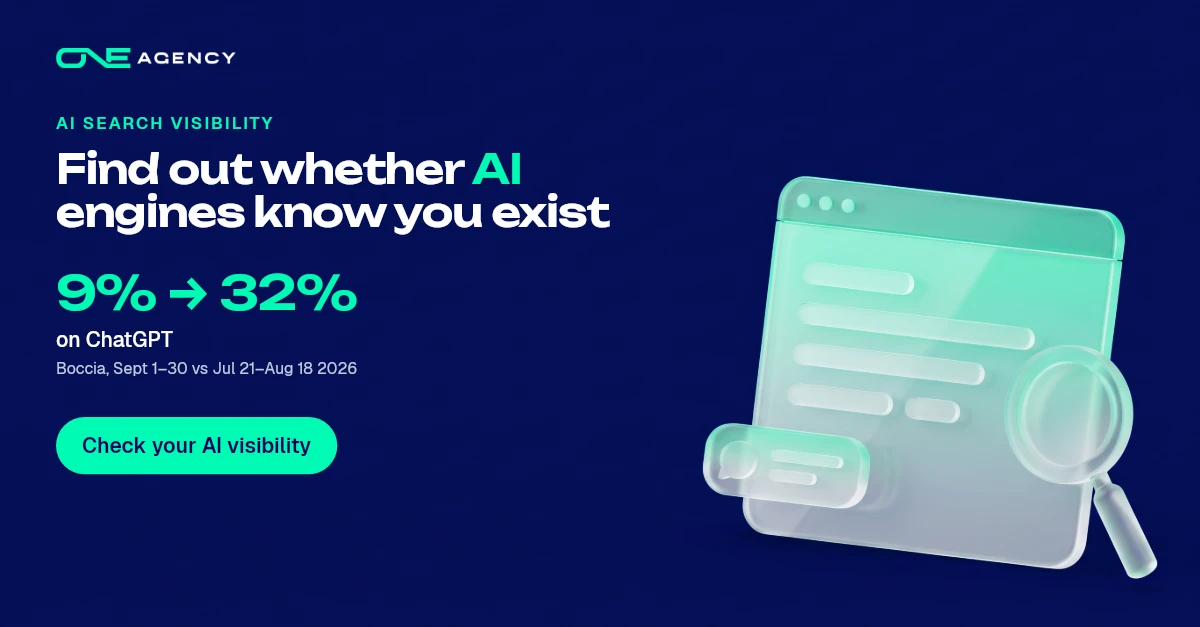 ONE AGENCY
AI SEARCH VISIBILITY
Find out whether AI
engines know you exist
9% → 32%
on ChatGPT
Boccia, Sept 1–30 vs Jul 21–Aug 18 2026
Check your AI visibility